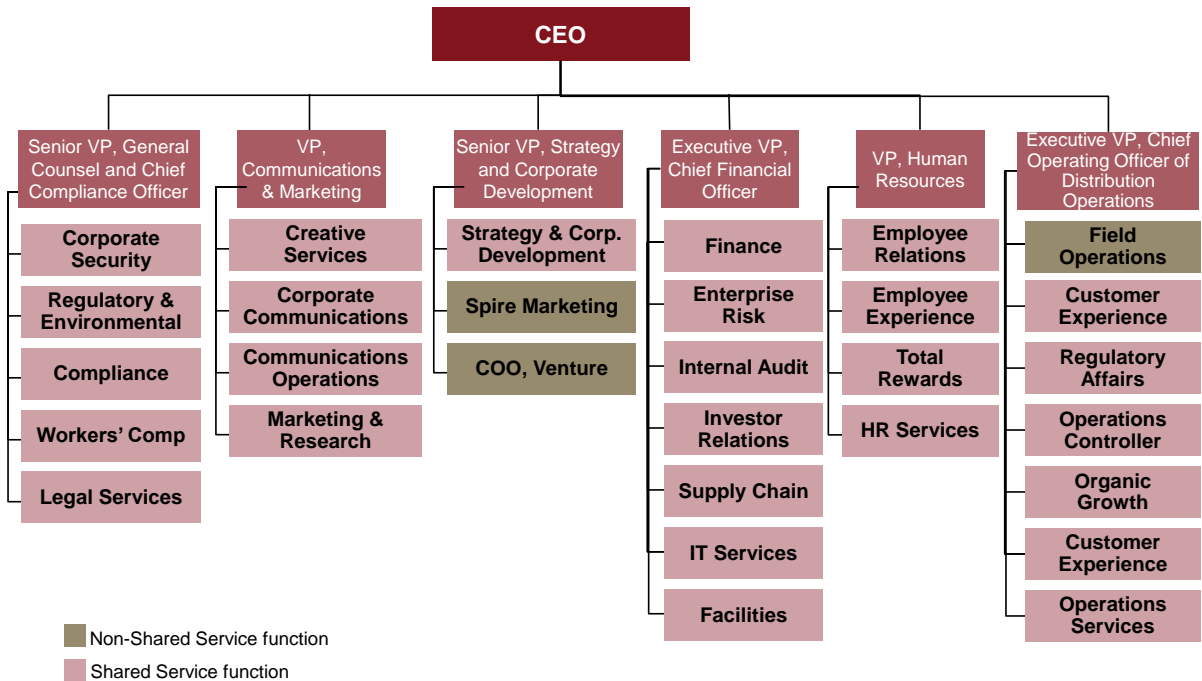 CEO
Senior VP, General
Counsel and Chief
Compliance Officer
Corporate
Security
Regulatory &
Environmental
Compliance
Workers’ Comp
Legal Services
VP,
Communications
& Marketing
Creative
Services
Corporate
Communications
Communications
Operations
Marketing &
Research
Senior VP, Strategy
and Corporate
Development
Strategy & Corp.
Development
Spire Marketing
COO, Venture
Executive VP,
Chief Financial
Officer
Finance
Enterprise
Risk
Internal Audit
Investor
Relations
Supply Chain
IT Services
Facilities
VP, Human
Resources
Employee
Relations
Employee
Experience
Total
Rewards
HR Services
Executive VP, Chief
Operating Officer of
Distribution
Operations
Field
Operations
Customer
Experience
Regulatory
Affairs
Operations
Controller
Organic
Growth
Customer
Experience
Operations
Services
Non-Shared Service function
Shared Service function